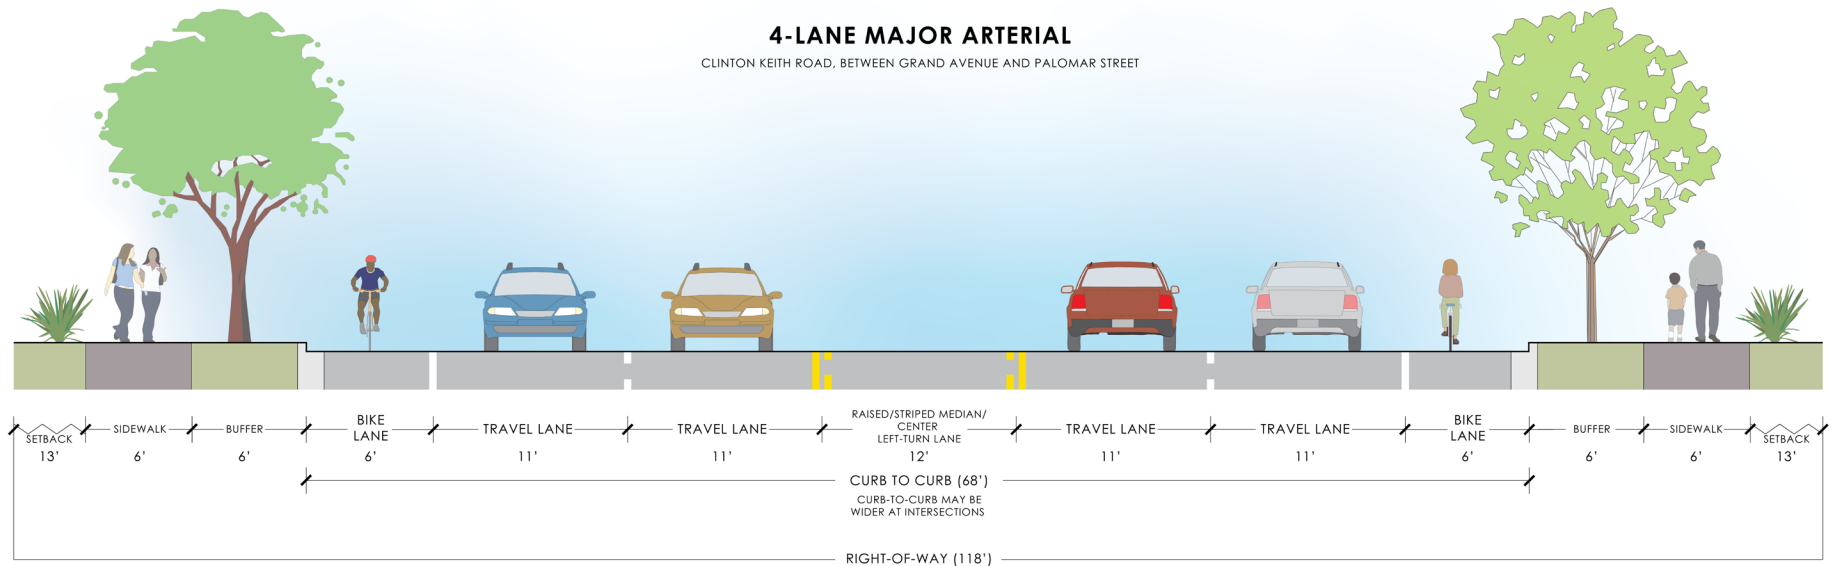 4-LANE MAJOR ARTERIAL
CLINTON KEITH ROAD, BETWEEN GRAND AVENUE AND PALOMAR STREET
SETBACK
13’
SIDEWALK
6’
BUFFER
6’
BIKE
LANE
6’
TRAVEL LANE
11’
TRAVEL LANE
11’
RAISED/STRIPED MEDIAN/
CENTER
LEFT-TURN LANE
12’
TRAVEL LANE
11’
TRAVEL LANE
11’
BIKE
LANE
6’
BUFFER
6’
SIDEWALK
6’
SETBACK
13’
CURB TO CURB (68’)
CURB-TO-CURB MAY BE
WIDER AT INTERSECTIONS
RIGHT-OF-WAY (118’)